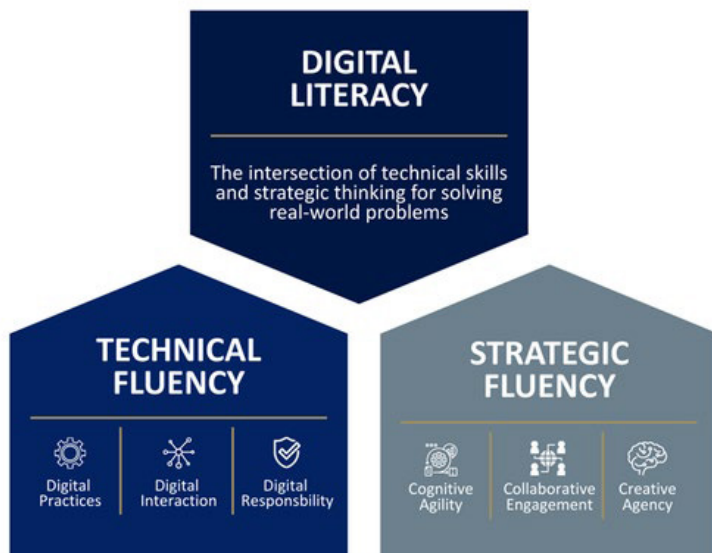 DIGITAL
LITERACY
The intersection of technical skills
and strategic thinking for solving
real-world problems
TECHNICAL
FLUENCY
Digital
Practices
Digital
Interaction
Digital
Responsbility
STRATEGIC
FLUENCY
Cognitive
Agility
Collaborative
Engagement
Creative
Agency